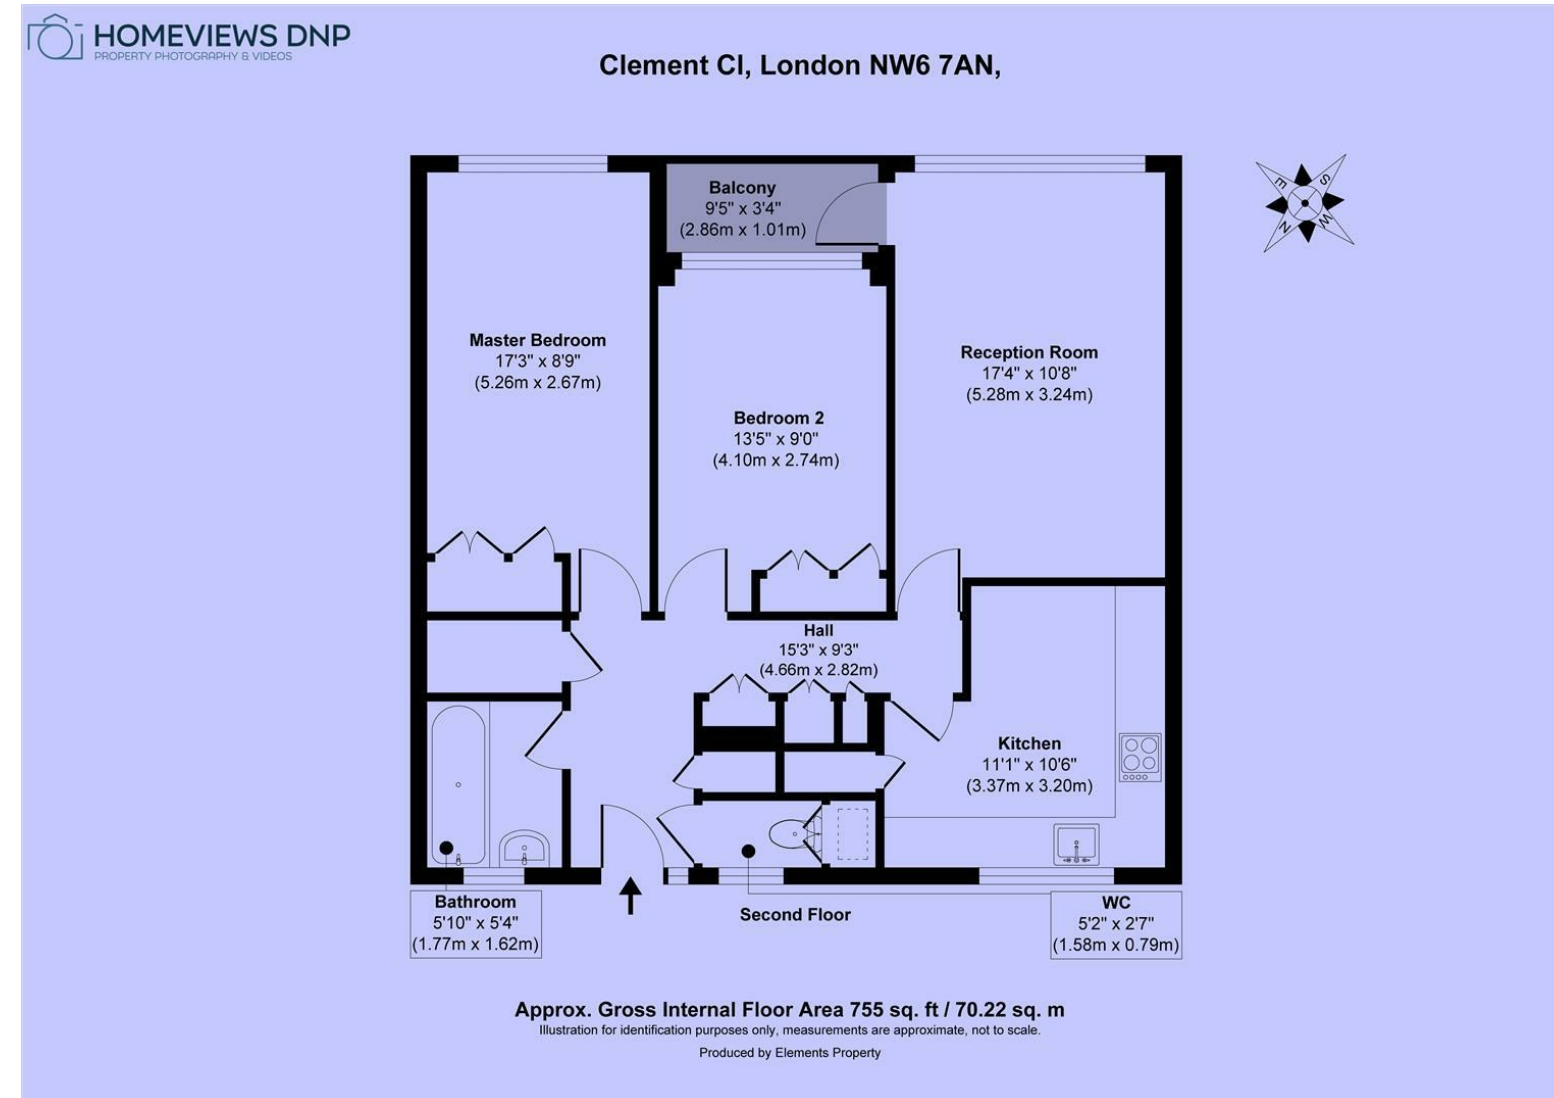 HOMEVIEWS DNP
PROPERTY PHOTOGRAPHY & VIDEOS
Clement Cl, London NW6 7AN,
E
S
N
W
Balcony
9'5" x 3'4"
(2.86m x 1.01m)
Master Bedroom
17'3" x 8'9"
(5.26m x 2.67m)
Reception Room
17'4" x 10'8"
(5.28m x 3.24m)
Bedroom 2
13'5" x 9'0"
(4.10m x 2.74m)
Hall
15'3" x 9'3"
(4.66m x 2.82m)
Kitchen
11'1" x 10'6"
(3.37m x 3.20m)
Bathroom
5'10" x 5'4"
(1.77m x 1.62m)
Second Floor
WC
5'2" x 2'7"
(1.58m x 0.79m)
Approx. Gross Internal Floor Area 755 sq. ft / 70.22 sq. m
Illustration for identification purposes only, measurements are approximate, not to scale.
Produced by Elements Property